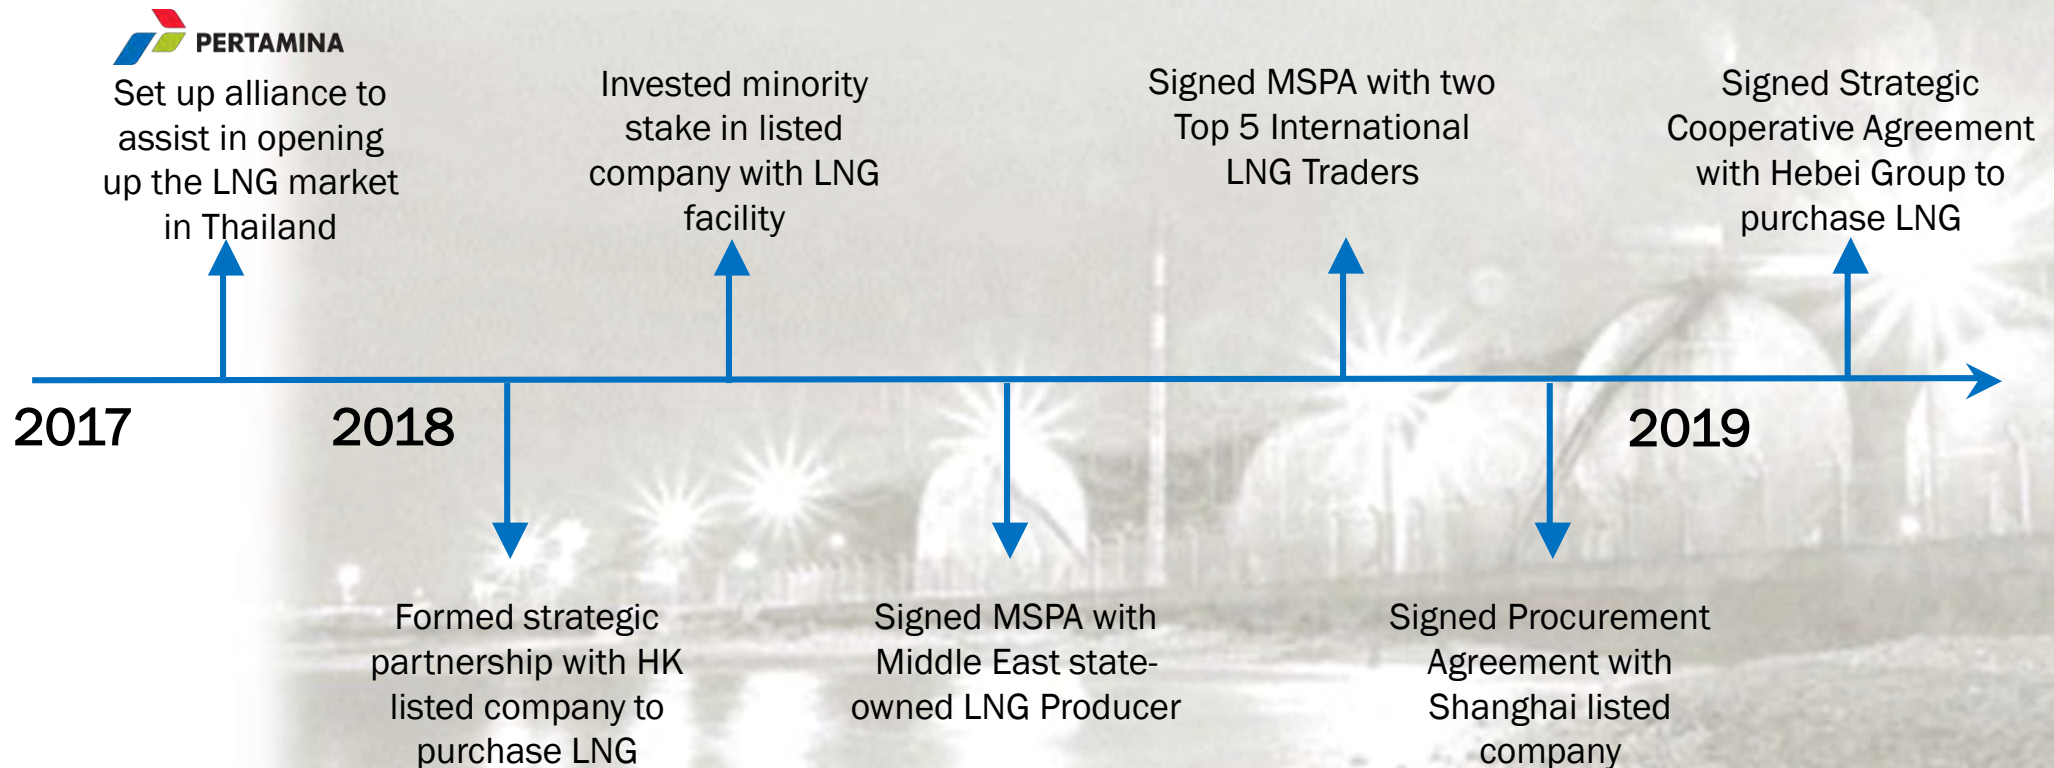 PERTAMINA
Set up alliance to
assist in opening
up the LNG market
in Thailand
Invested minority
stake in listed
company with LNG
facility
Signed MSPA with two
Top 5 International
LNG Traders
Signed Strategic
Cooperative Agreement
with Hebei Group to
purchase LNG
2017
2018
2019
Formed strategic
partnership with HK
listed company to
purchase LNG
Signed MSPA with
Middle East state-
owned LNG Producer
Signed Procurement
Agreement with
Shanghai listed
company